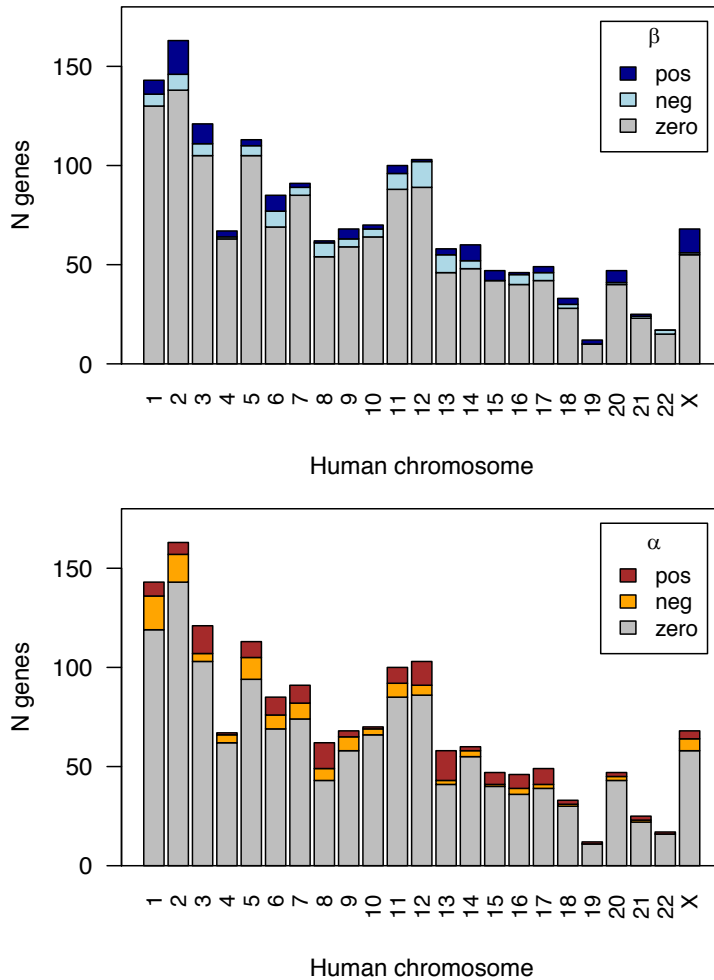 β
pos
neg
zero
N genes
0
50
100
150
1 2 3 4 5 6 7 8 9 10 11 12 13 14 15 16 17 18 19 20 21 22 X
Human chromosome
α
pos
neg
zero
N genes
0
50
100
150
1 2 3 4 5 6 7 8 9 10 11 12 13 14 15 16 17 18 19 20 21 22 X
Human chromosome